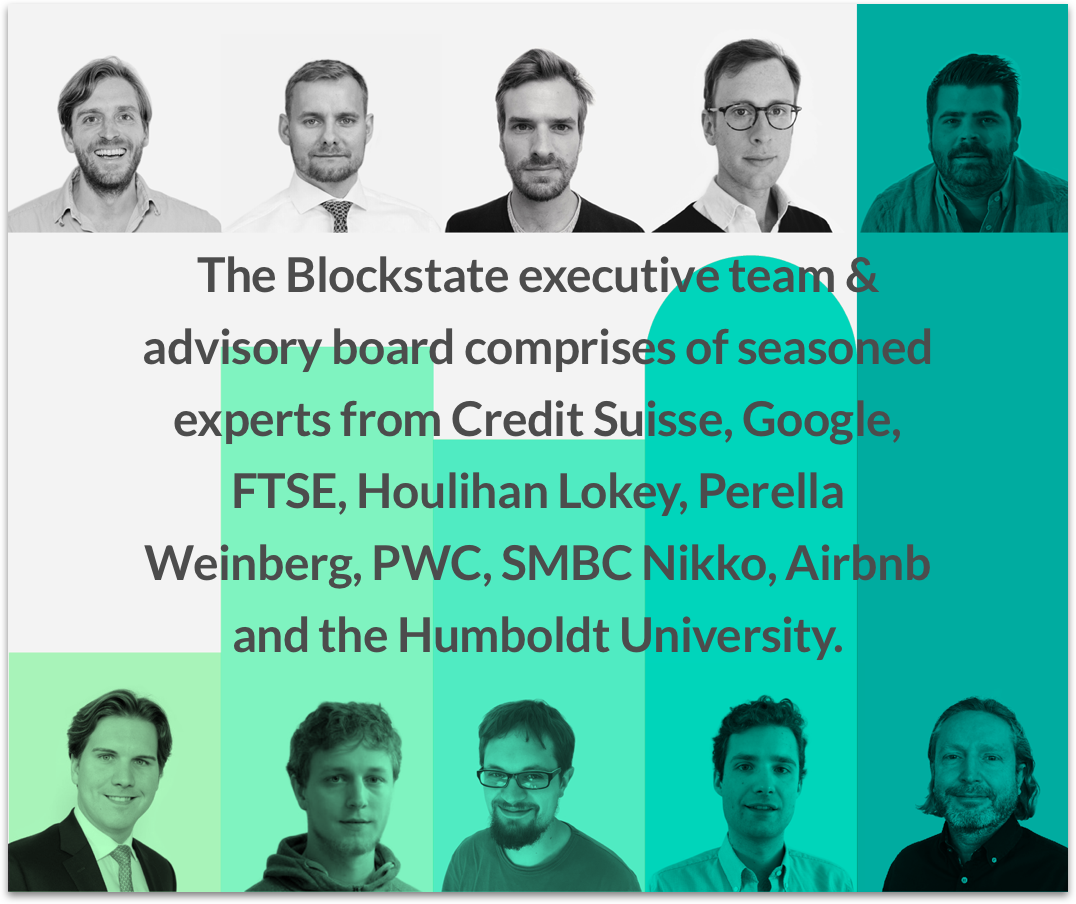 The Blockstate executive team &
advisory board comprises of seasoned
experts from Credit Suisse, Google,
FTSE, Houlihan Lokey, Perella
Weinberg, PWC, SMBC Nikko, Airbnb
and the Humboldt University.